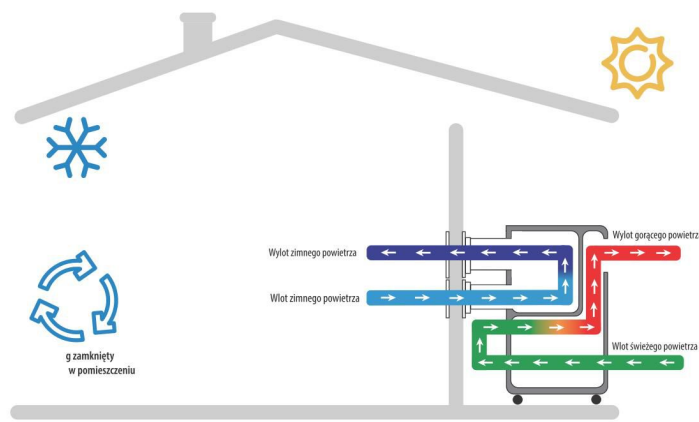 Wylot zimnego powietrza
Wylot gorącego powietrz
Wlot zimnego powietrza
Wlot świeżego powietrza
g zamknięty
w pomieszczeniu